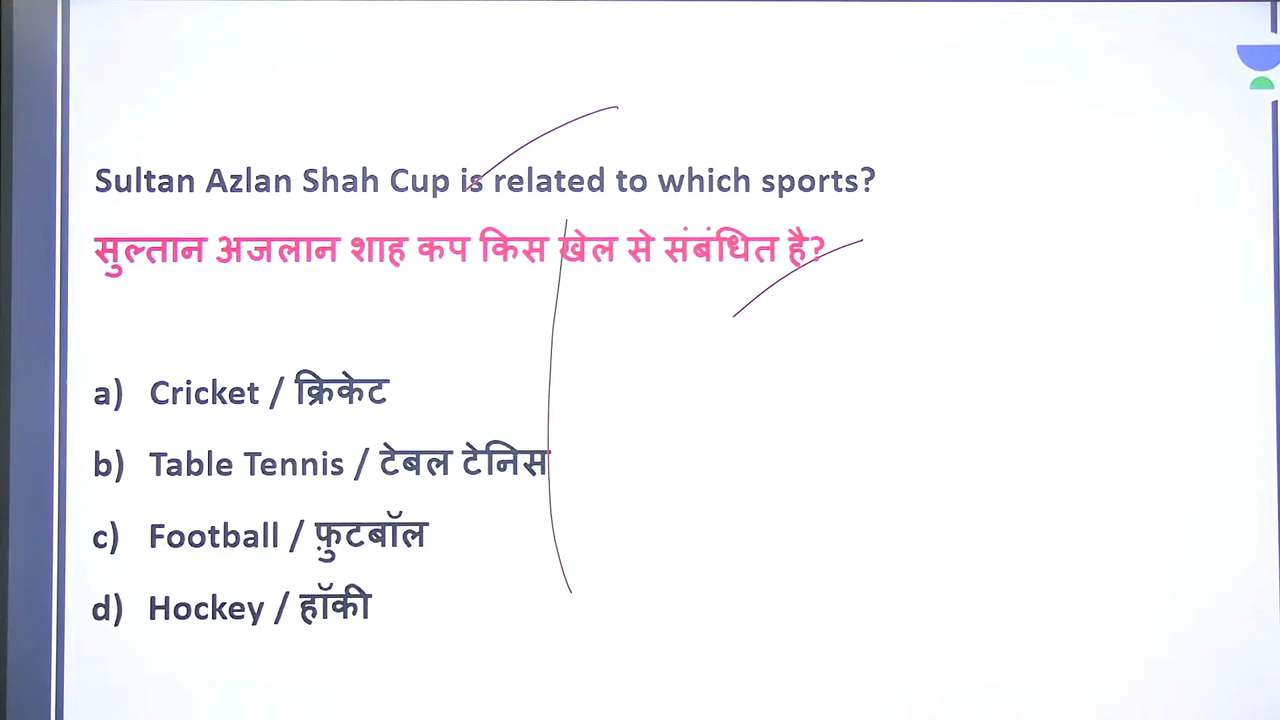 Sultan Azlan Shah Cup is related to which sports?
सुल्तान अजलान शाह कप किस खेल से संबंधित है?
a) Cricket / क्रिकेट
b) Table Tennis / टेबल टेनिस
c) Football / फ़ुटबॉल
d) Hockey / हॉकी